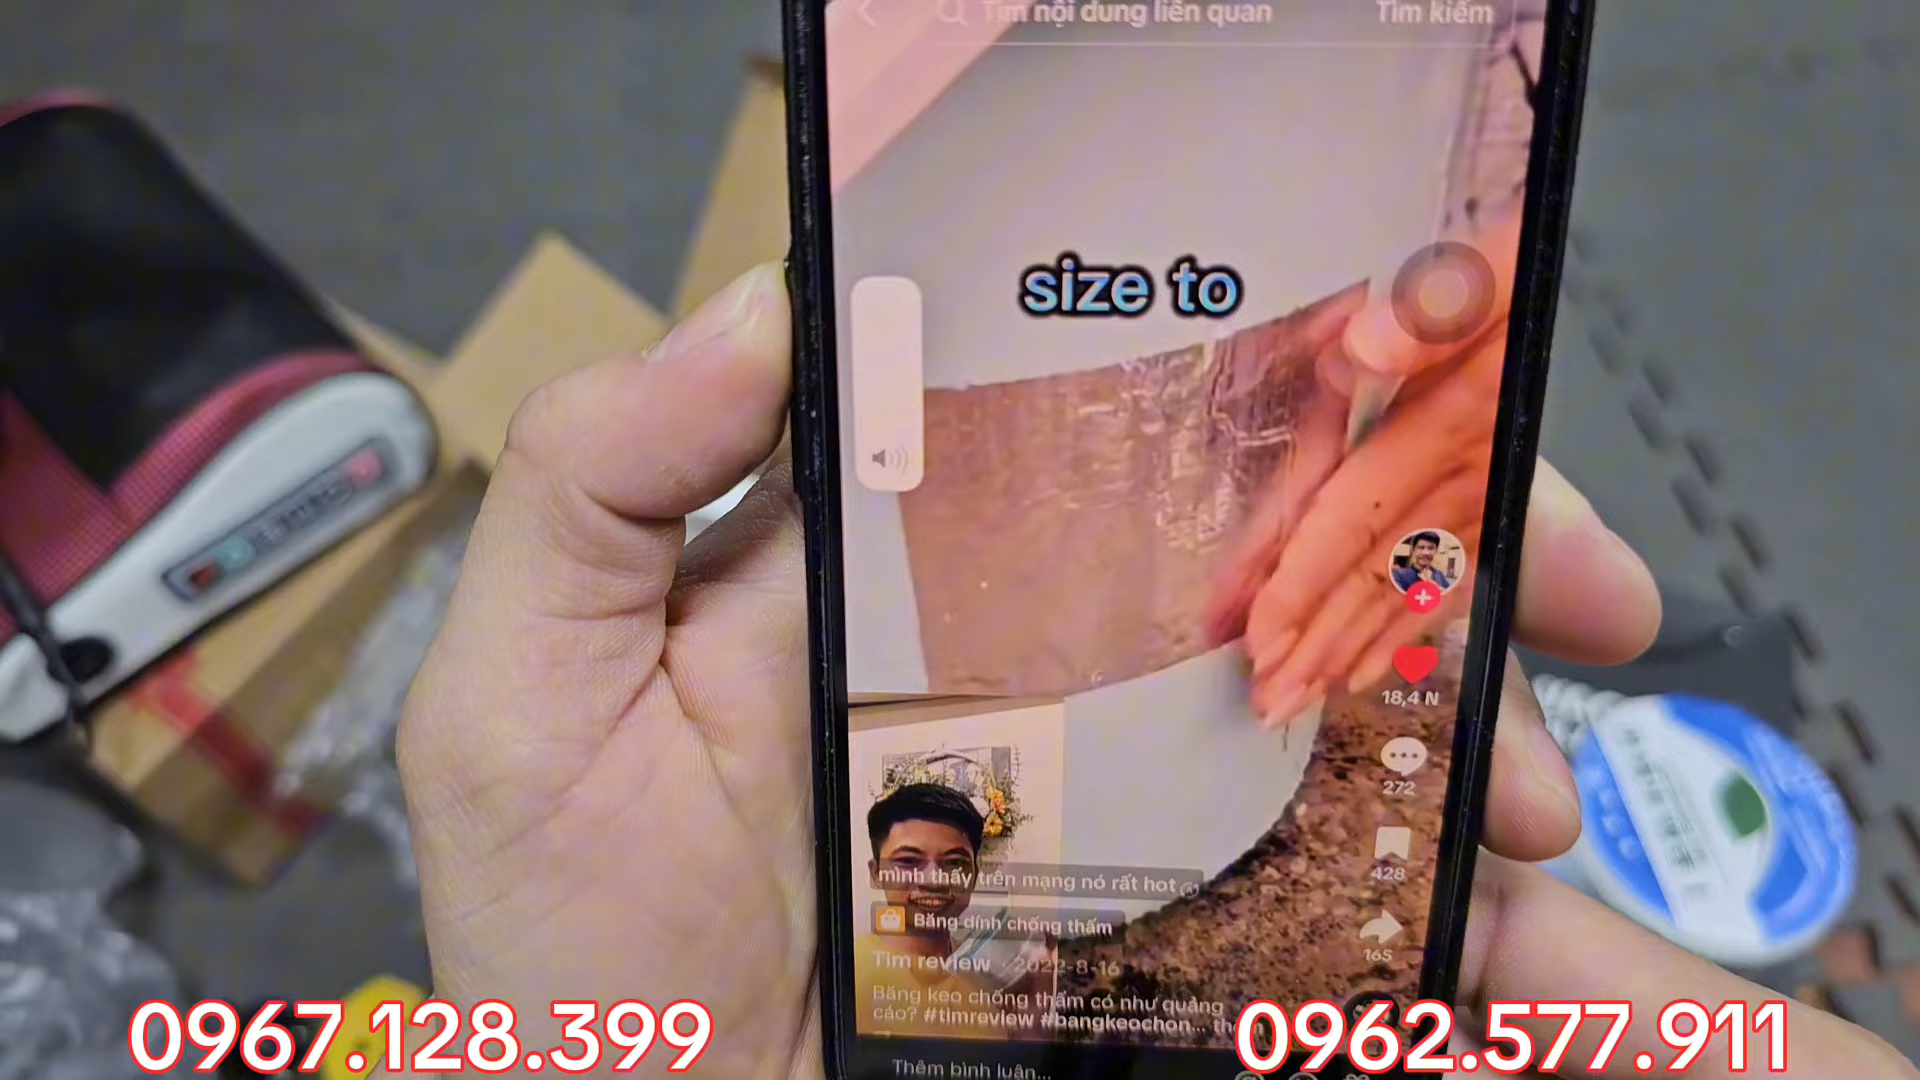 Tìm nội dung liên quan
Tìm kiếm
size to
18,4 N
272
mình thấy trên mạng nó rất hot
428
Băng dính chống thấm
165
Tim review · 2022-8-16
Băng keo chống thấm có như quảng
cáo? #timreview #bangkeochon...
Thêm bình luận...
0967.128.399
0962.577.911